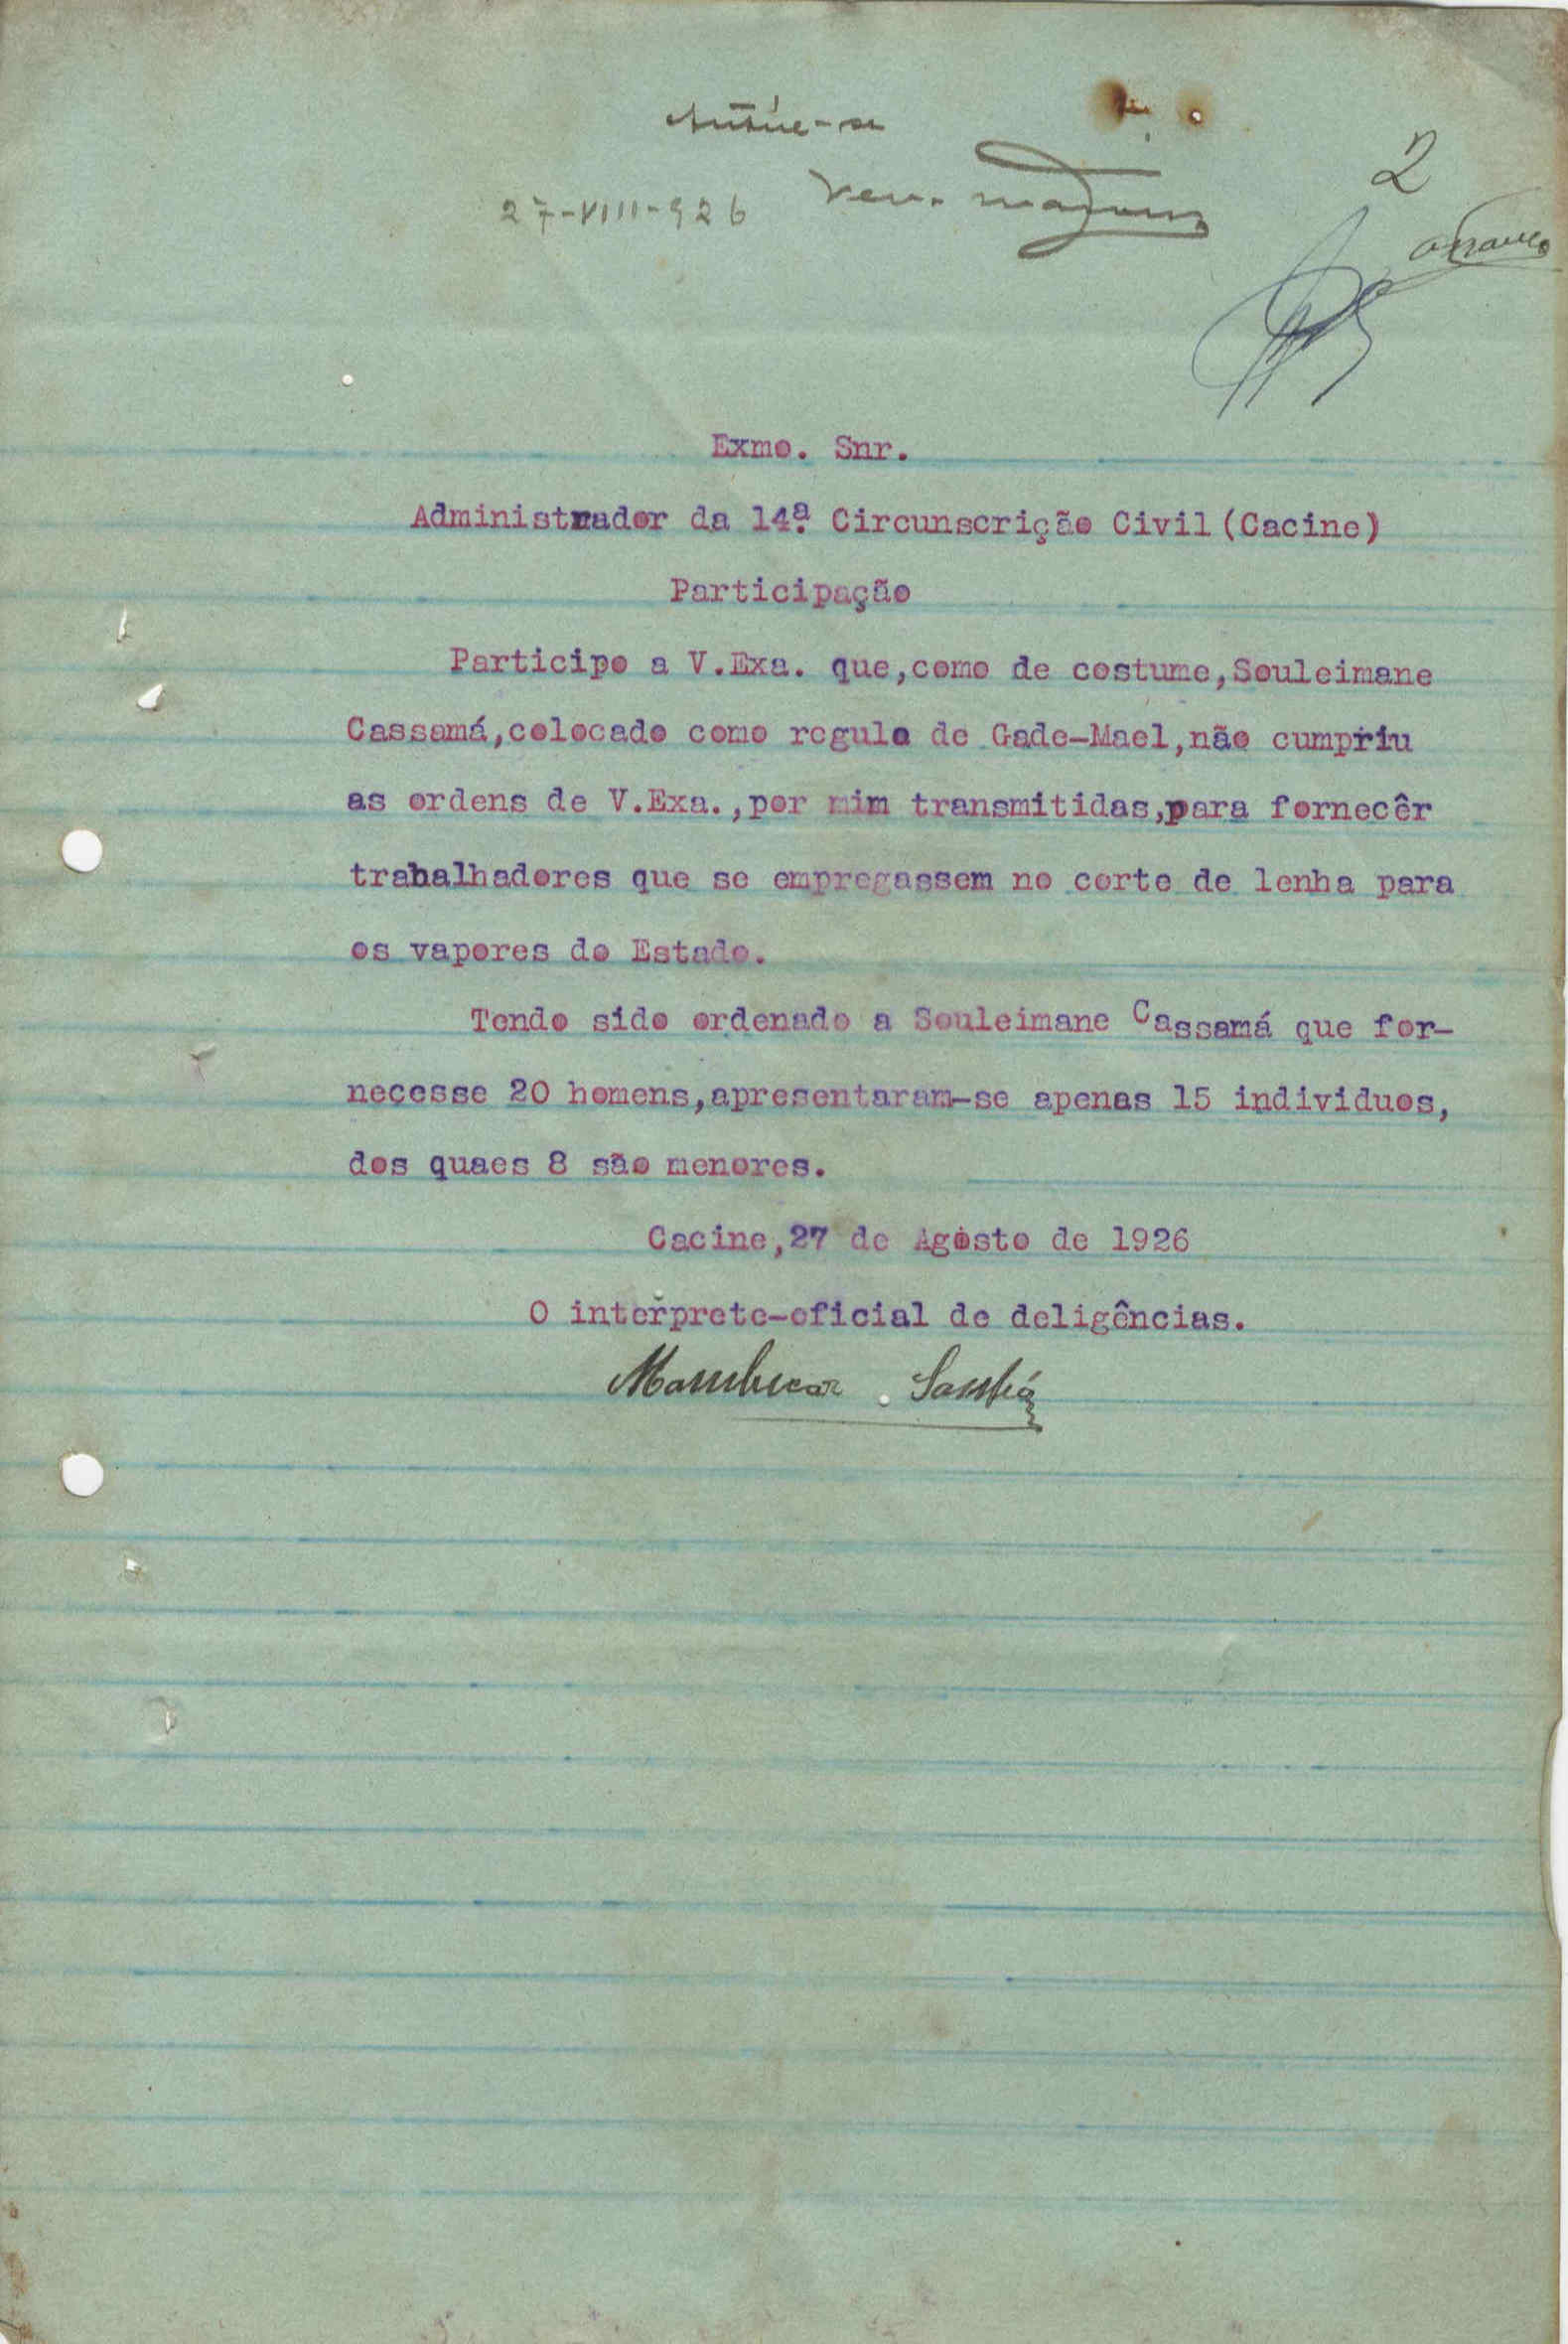 Autúe-se
27-VIII-926
2
Exmo. Snr.
Administrador da 14ª. Circunscrição Civil (Cacine)
Participação
Participo a V.Exa. que,como de costume,Souleimane
Cassamá,colocado como regulo de Gade-Mael,não cumpriu
as ordens de V.Exa.,por mim transmitidas,para fornecêr
trabalhadores que se empregassem no corte de lenha para
os vapores do Estado.
Tendo sido ordenado a Souleimane Cassamá que for-
necesse 20 homens,apresentaram-se apenas 15 individuos,
dos quaes 8 são menores.
Cacine,27 de Agosto de 1926
O interprete-oficial de deligências.
Mambucar Sambá